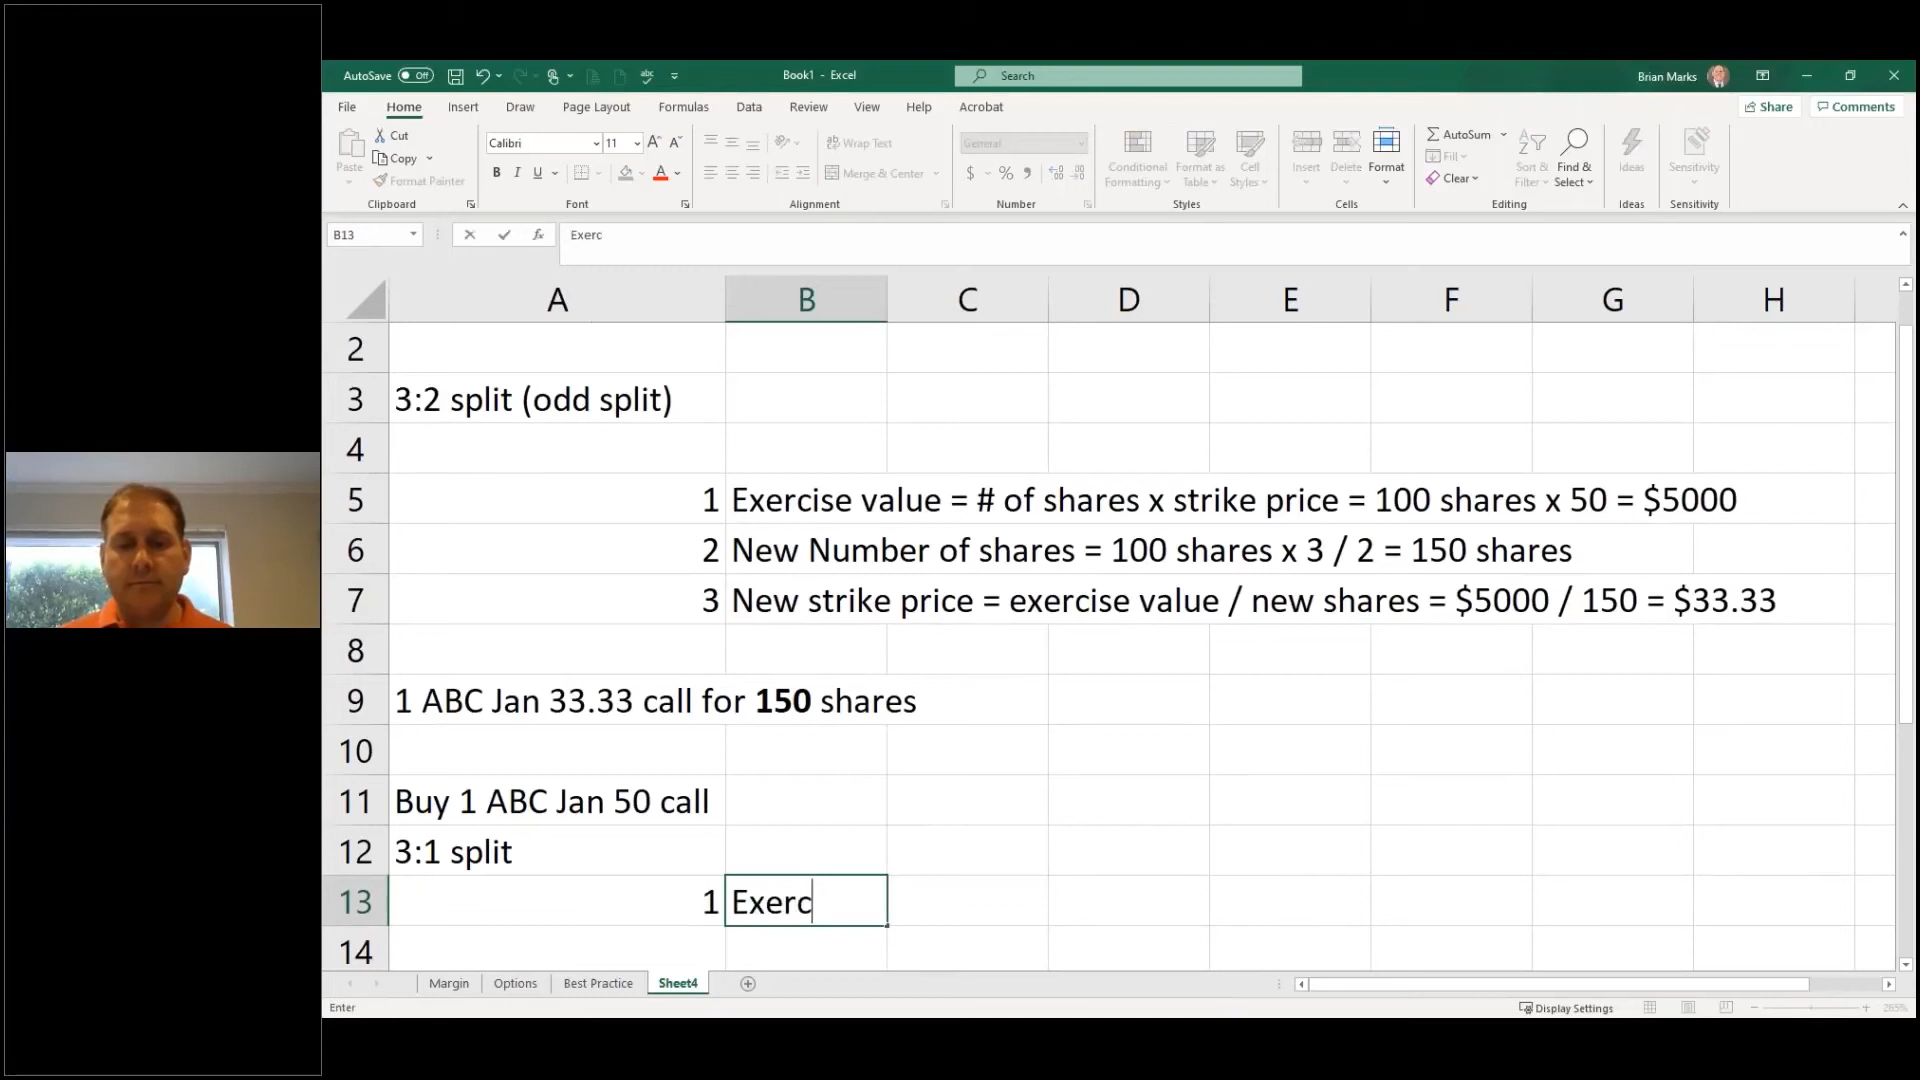 AutoSave Off Book1 - Excel Search Brian Marks
File Home Insert Draw Page Layout Formulas Data Review View Help Acrobat Share Comments
Paste Cut Copy Format Painter Clipboard
Calibri 11 B I U A Font
Wrap Text Merge & Center Alignment
General $ % Number
Conditional Formatting Format as Table Cell Styles Styles
Insert Delete Format Cells
AutoSum Fill Clear Sort & Filter Find & Select Editing
Ideas Ideas
Sensitivity Sensitivity
B13 fx Exerc
A B C D E F G H
2
3 3:2 split (odd split)
4
5 1 Exercise value = # of shares x strike price = 100 shares x 50 = $5000
6 2 New Number of shares = 100 shares x 3 / 2 = 150 shares
7 3 New strike price = exercise value / new shares = $5000 / 150 = $33.33
8
9 1 ABC Jan 33.33 call for 150 shares
10
11 Buy 1 ABC Jan 50 call
12 3:1 split
13 1 Exerc
14
Margin Options Best Practice Sheet4
Enter Display Settings 265%